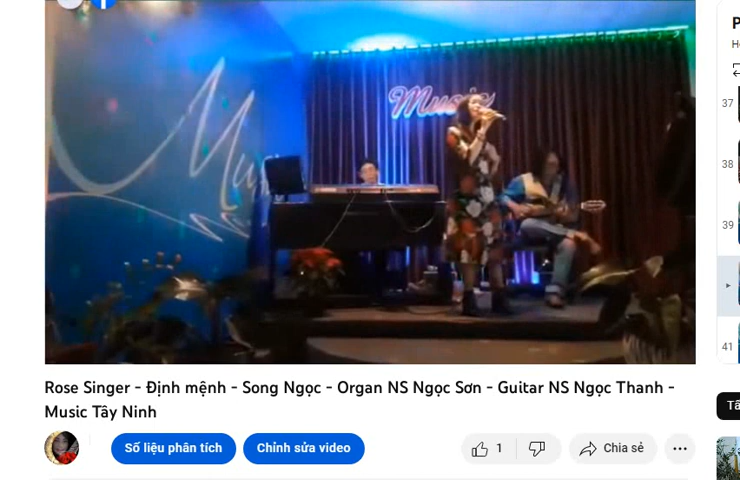 Music
Mu
37
38
39
41
Rose Singer - Định mệnh - Song Ngọc - Organ NS Ngọc Sơn - Guitar NS Ngọc Thanh -
Music Tây Ninh
Số liệu phân tích
Chỉnh sửa video
1
Chia sẻ